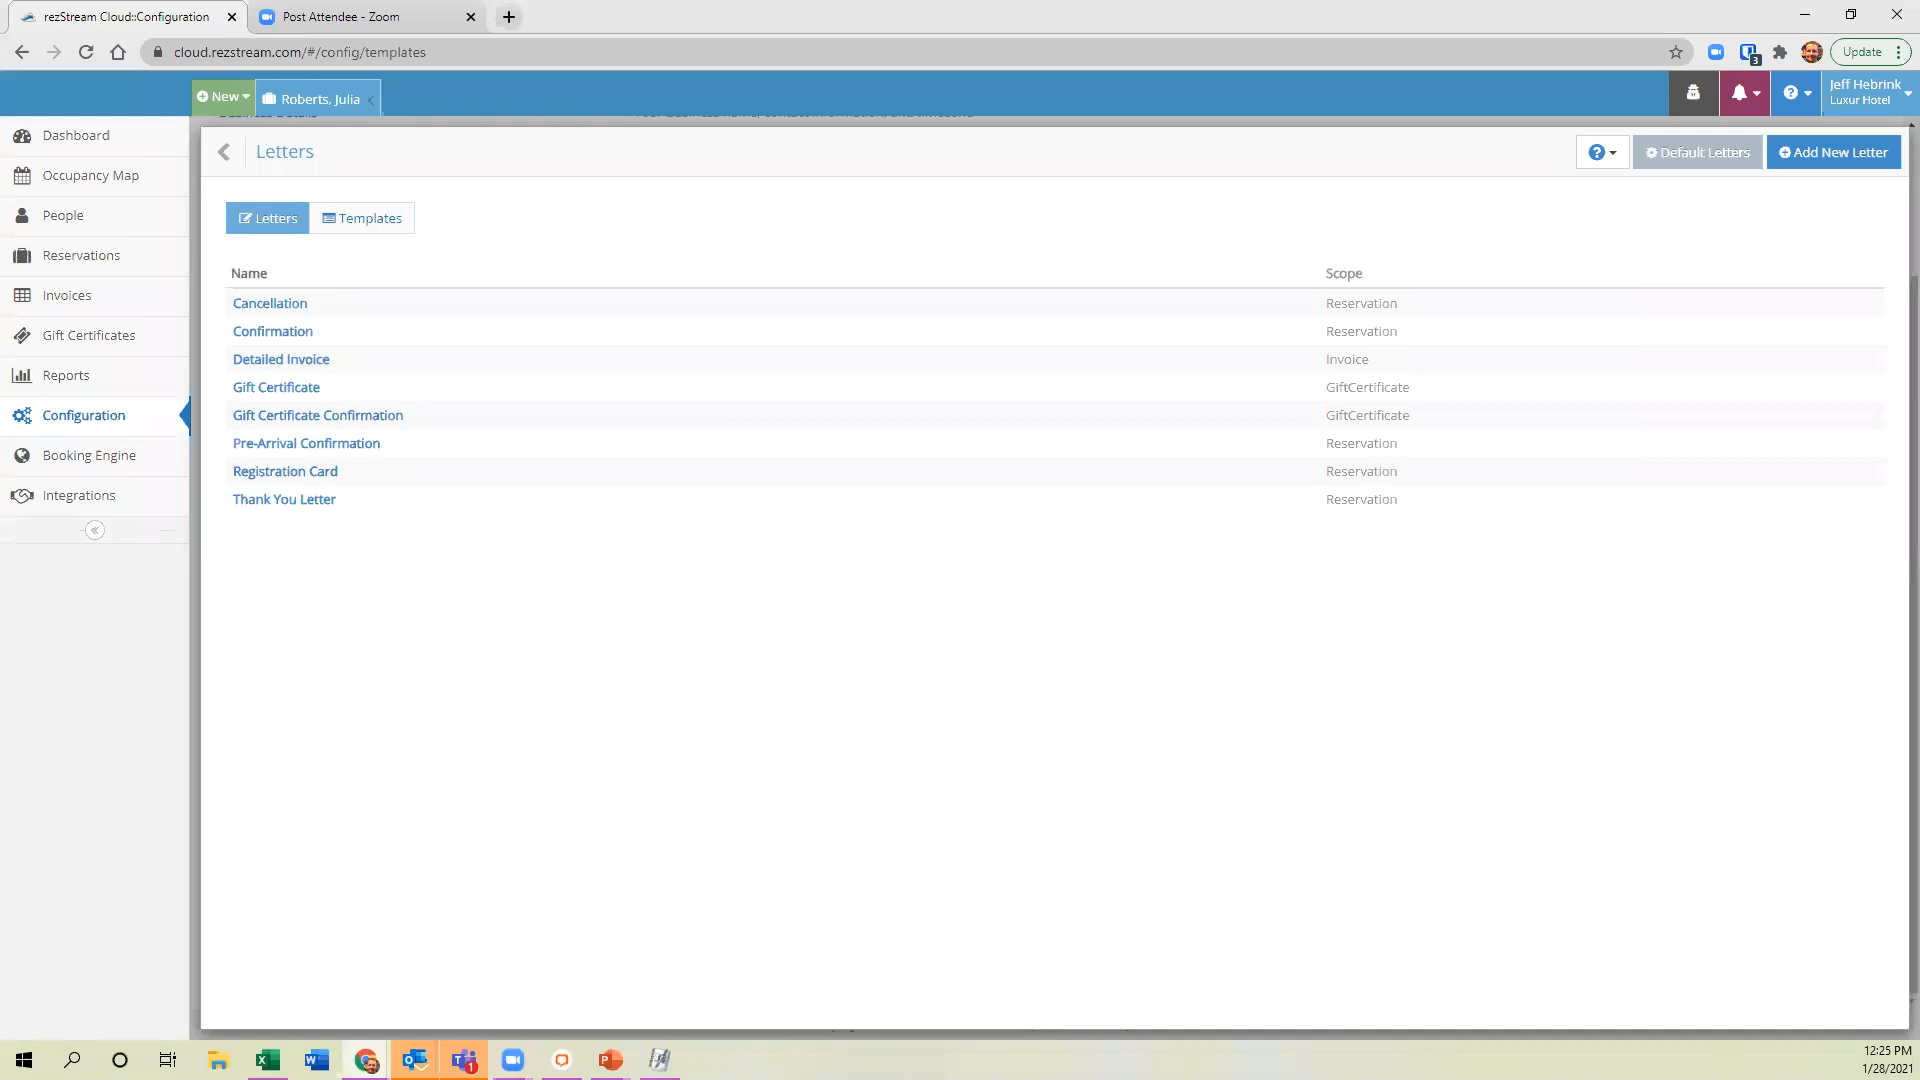 rezStream Cloud::Configuration
Post Attendee - Zoom
cloud.rezstream.com/#/config/templates
3
Update
New
Roberts, Julia
Jeff Hebrink
Luxur Hotel
Dashboard
Occupancy Map
People
Reservations
Invoices
Gift Certificates
Reports
Configuration
Booking Engine
Integrations
Letters
Default Letters
Add New Letter
Letters
Templates
Name Scope
Cancellation Reservation
Confirmation Reservation
Detailed Invoice Invoice
Gift Certificate GiftCertificate
Gift Certificate Confirmation GiftCertificate
Pre-Arrival Confirmation Reservation
Registration Card Reservation
Thank You Letter Reservation
1
12:25 PM
1/28/2021